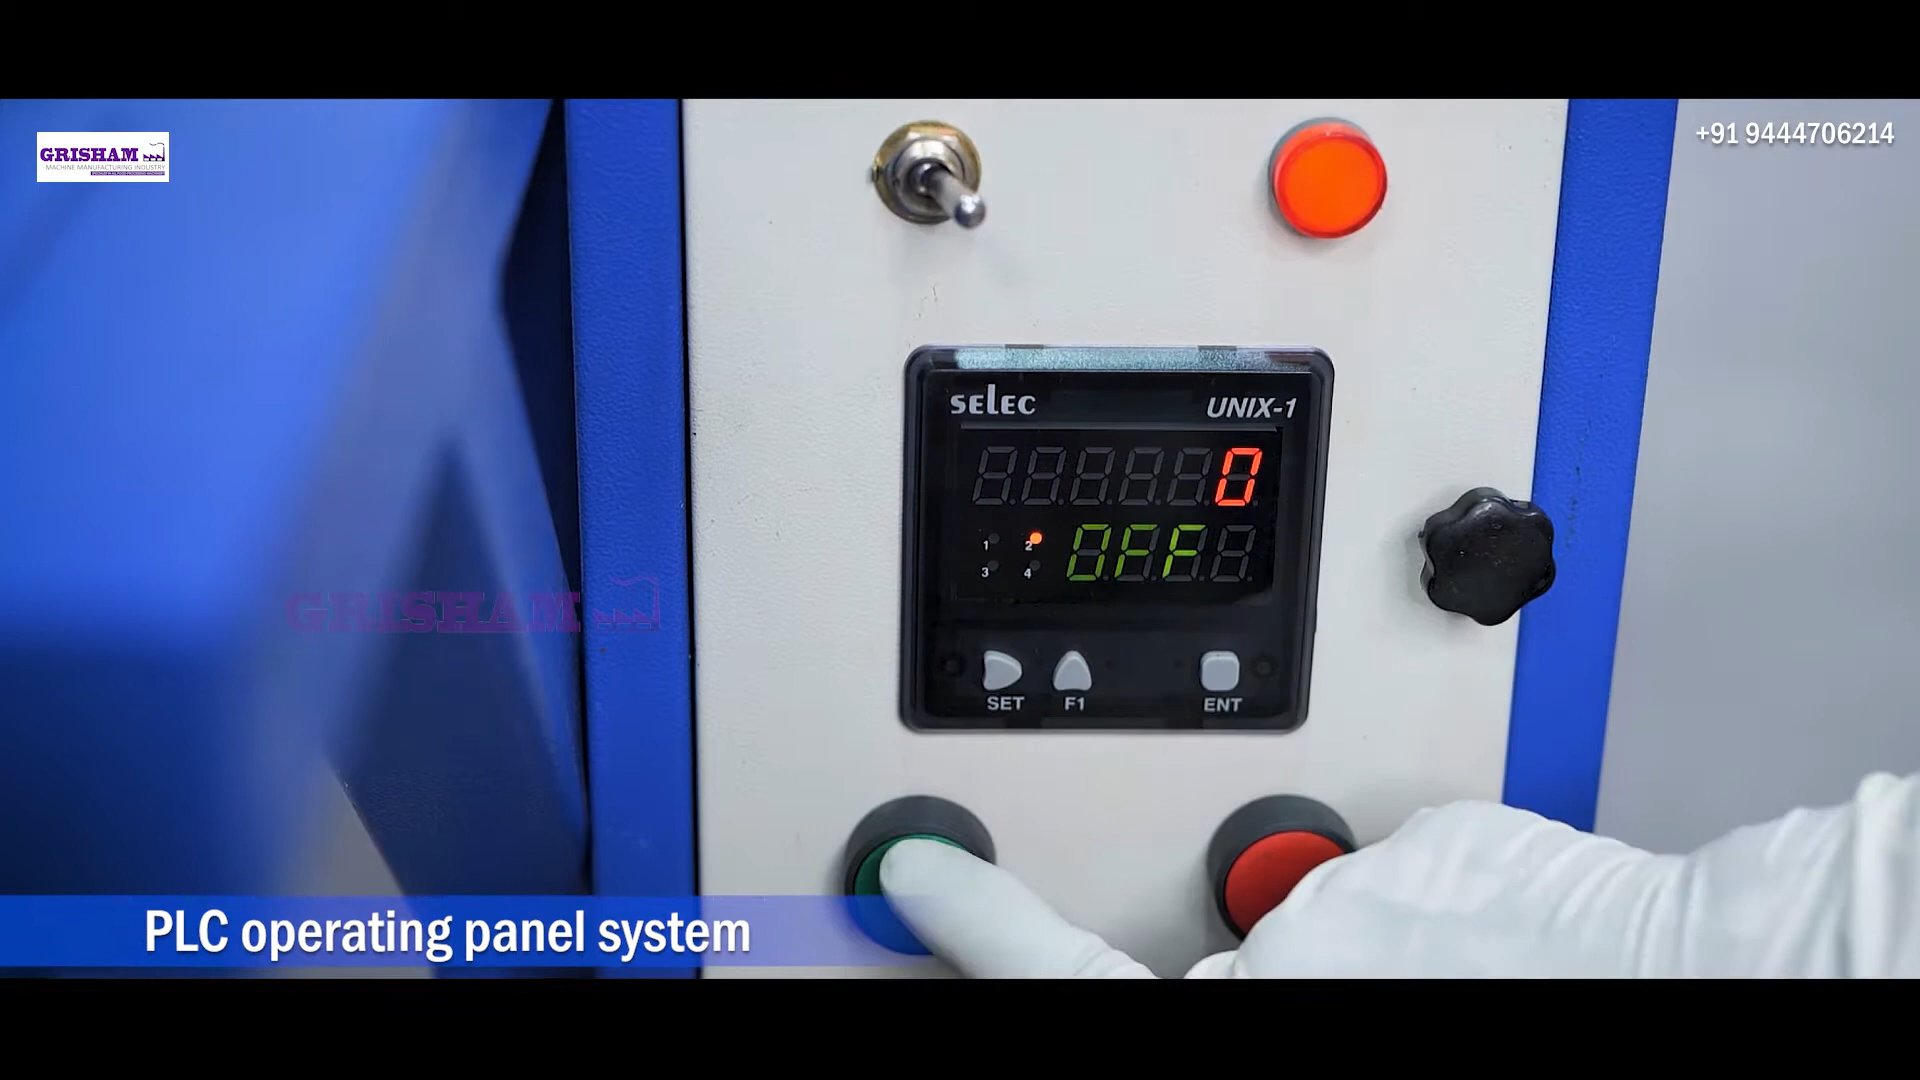 GRISHAM
MACHINE MANUFACTURING INDUSTRY
+91 9444706214
selec
UNIX-1
0
1 2 OFF
3 4
GRISHAM
SET F1 ENT
PLC operating panel system